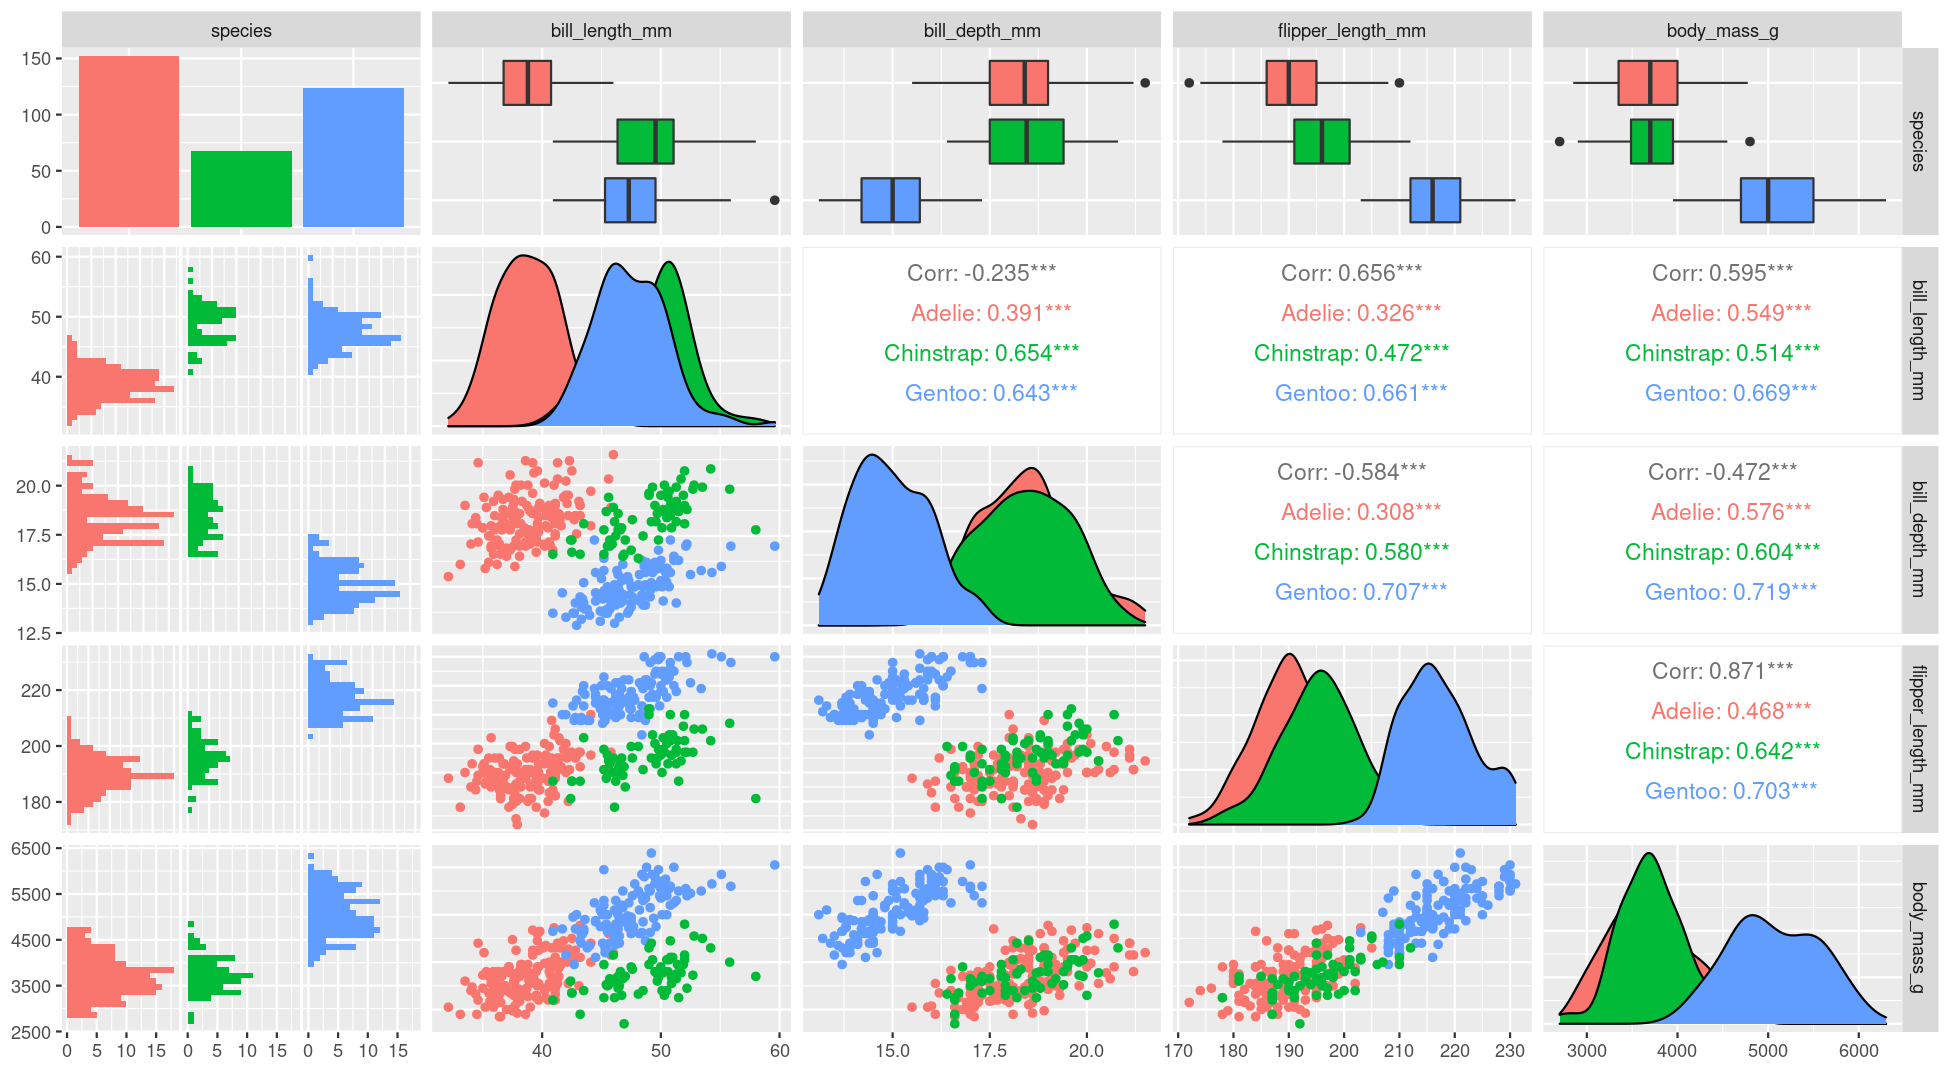 species bill_length_mm bill_depth_mm flipper_length_mm body_mass_g
150
100
50
0
species
60
50
40
Corr: -0.235***
Adelie: 0.391***
Chinstrap: 0.654***
Gentoo: 0.643***
Corr: 0.656***
Adelie: 0.326***
Chinstrap: 0.472***
Gentoo: 0.661***
Corr: 0.595***
Adelie: 0.549***
Chinstrap: 0.514***
Gentoo: 0.669***
bill_length_mm
20.0
17.5
15.0
12.5
Corr: -0.584***
Adelie: 0.308***
Chinstrap: 0.580***
Gentoo: 0.707***
Corr: -0.472***
Adelie: 0.576***
Chinstrap: 0.604***
Gentoo: 0.719***
bill_depth_mm
220
200
180
Corr: 0.871***
Adelie: 0.468***
Chinstrap: 0.642***
Gentoo: 0.703***
flipper_length_mm
6500
5500
4500
3500
2500
body_mass_g
0 5 10 15 0 5 10 15 0 5 10 15 40 50 60 15.0 17.5 20.0 170 180 190 200 210 220 230 3000 4000 5000 6000